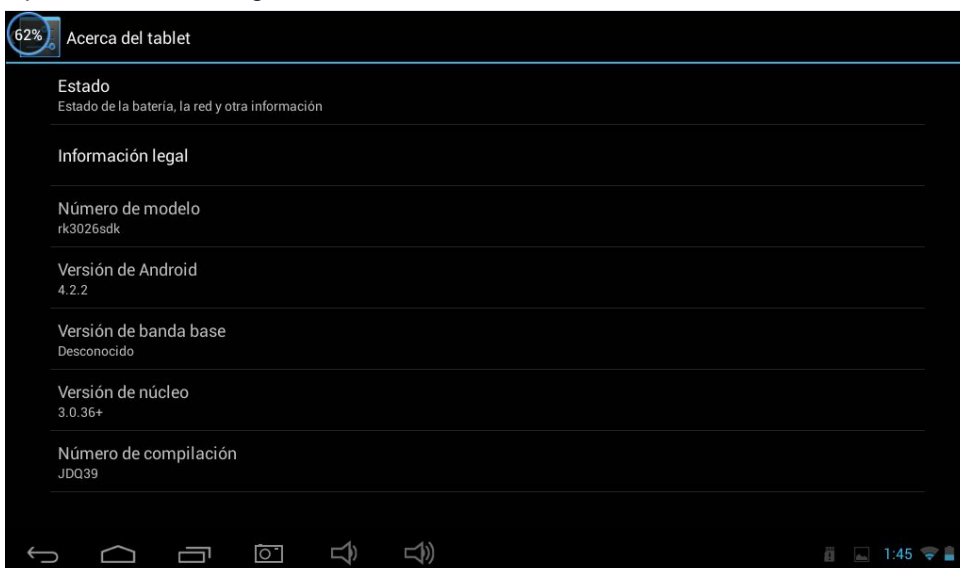 62%
Acerca del tablet
Estado
Estado de la batería, la red y otra información
Información legal
Número de modelo
rk3026sdk
Versión de Android
4.2.2
Versión de banda base
Desconocido
Versión de núcleo
3.0.36+
Número de compilación
JDQ39
1:45